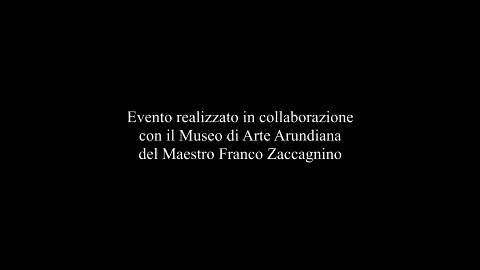 Evento realizzato in collaborazione
con il Museo di Arte Arundiana
del Maestro Franco Zaccagnino